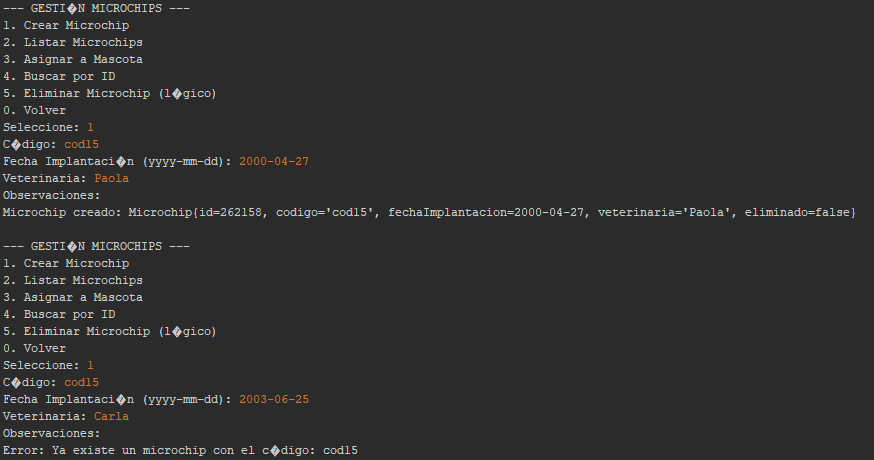 --- GESTI�N MICROCHIPS ---
1. Crear Microchip
2. Listar Microchips
3. Asignar a Mascota
4. Buscar por ID
5. Eliminar Microchip (l�gico)
0. Volver
Seleccione: 1
C�digo: cod15
Fecha Implantaci�n (yyyy-mm-dd): 2000-04-27
Veterinaria: Paola
Observaciones:
Microchip creado: Microchip{id=262158, codigo='cod15', fechaImplantacion=2000-04-27, veterinaria='Paola', eliminado=false}
--- GESTI�N MICROCHIPS ---
1. Crear Microchip
2. Listar Microchips
3. Asignar a Mascota
4. Buscar por ID
5. Eliminar Microchip (l�gico)
0. Volver
Seleccione: 1
C�digo: cod15
Fecha Implantaci�n (yyyy-mm-dd): 2003-06-25
Veterinaria: Carla
Observaciones:
Error: Ya existe un microchip con el c�digo: cod15